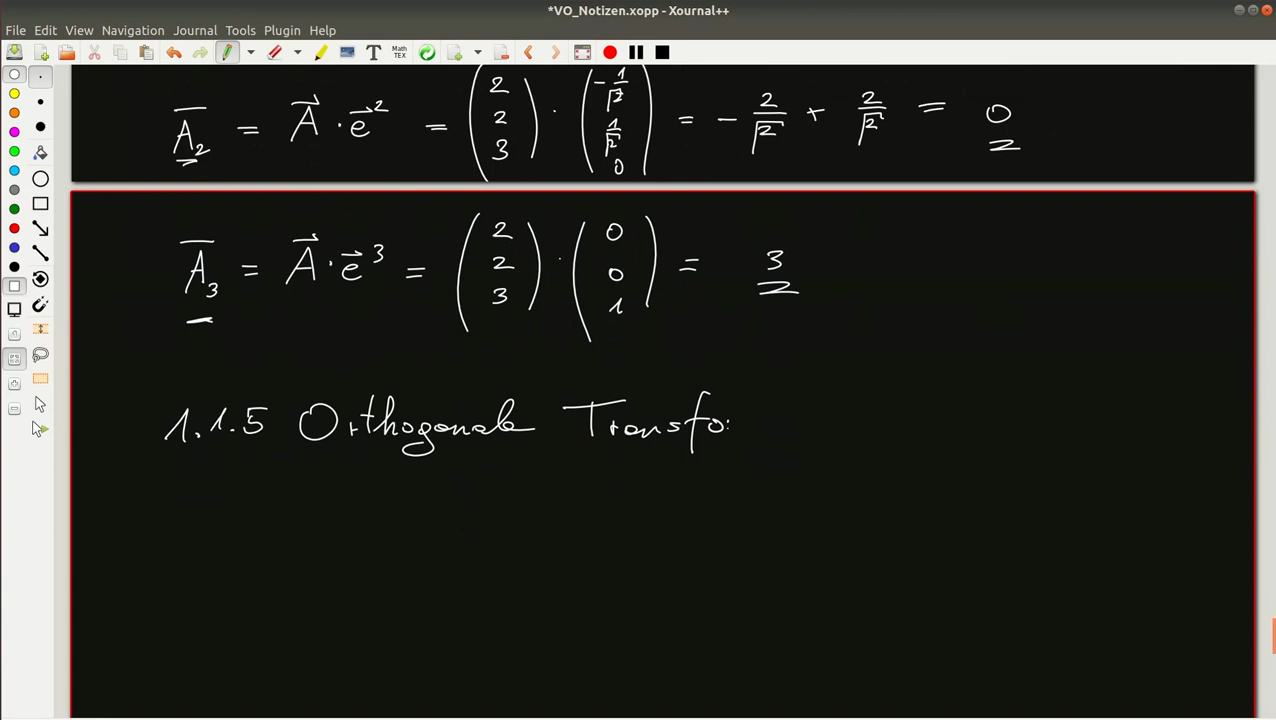 *VO_Notizen.xopp - Xournal++
File Edit View Navigation Journal Tools Plugin Help
Math TEX
A̅₂ = A⃗ · e⃗² = (2 2 3) · (-1/√2 1/√2 0) = - 2/√2 + 2/√2 = 0
A̅₃ = A⃗ · e⃗³ = (2 2 3) · (0 0 1) = 3
1.1.5 Orthogonale Transfo